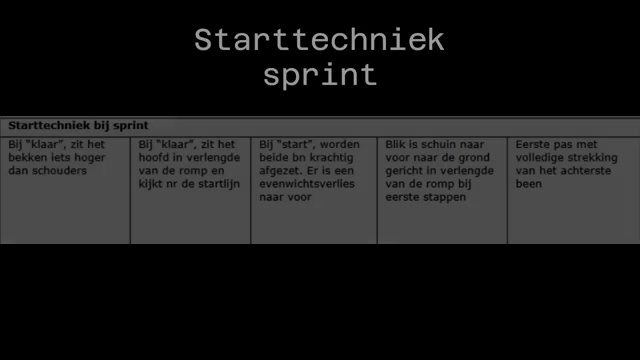 Starttechniek
sprint
Starttechniek bij sprint
Bij “klaar”, zit het
bekken iets hoger
dan schouders
Bij “klaar”, zit het
hoofd in verlengde
van de romp en
kijkt nr de startlijn
Bij “start”, worden
beide bn krachtig
afgezet. Er is een
evenwichtsverlies
naar voor
Blik is schuin naar
voor naar de grond
gericht in verlengde
van de romp bij
eerste stappen
Eerste pas met
volledige strekking
van het achterste
been